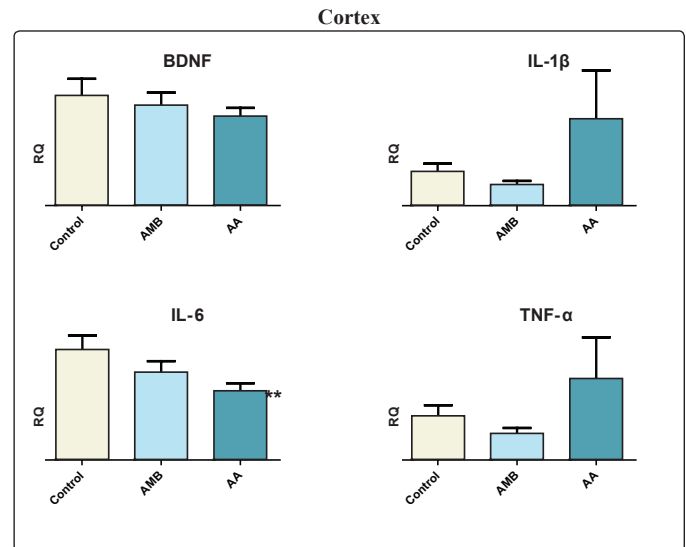 Cortex
BDNF
RQ
Control
AMB
AA
IL-1β
RQ
Control
AMB
AA
IL-6
RQ
**
Control
AMB
AA
TNF-α
RQ
Control
AMB
AA